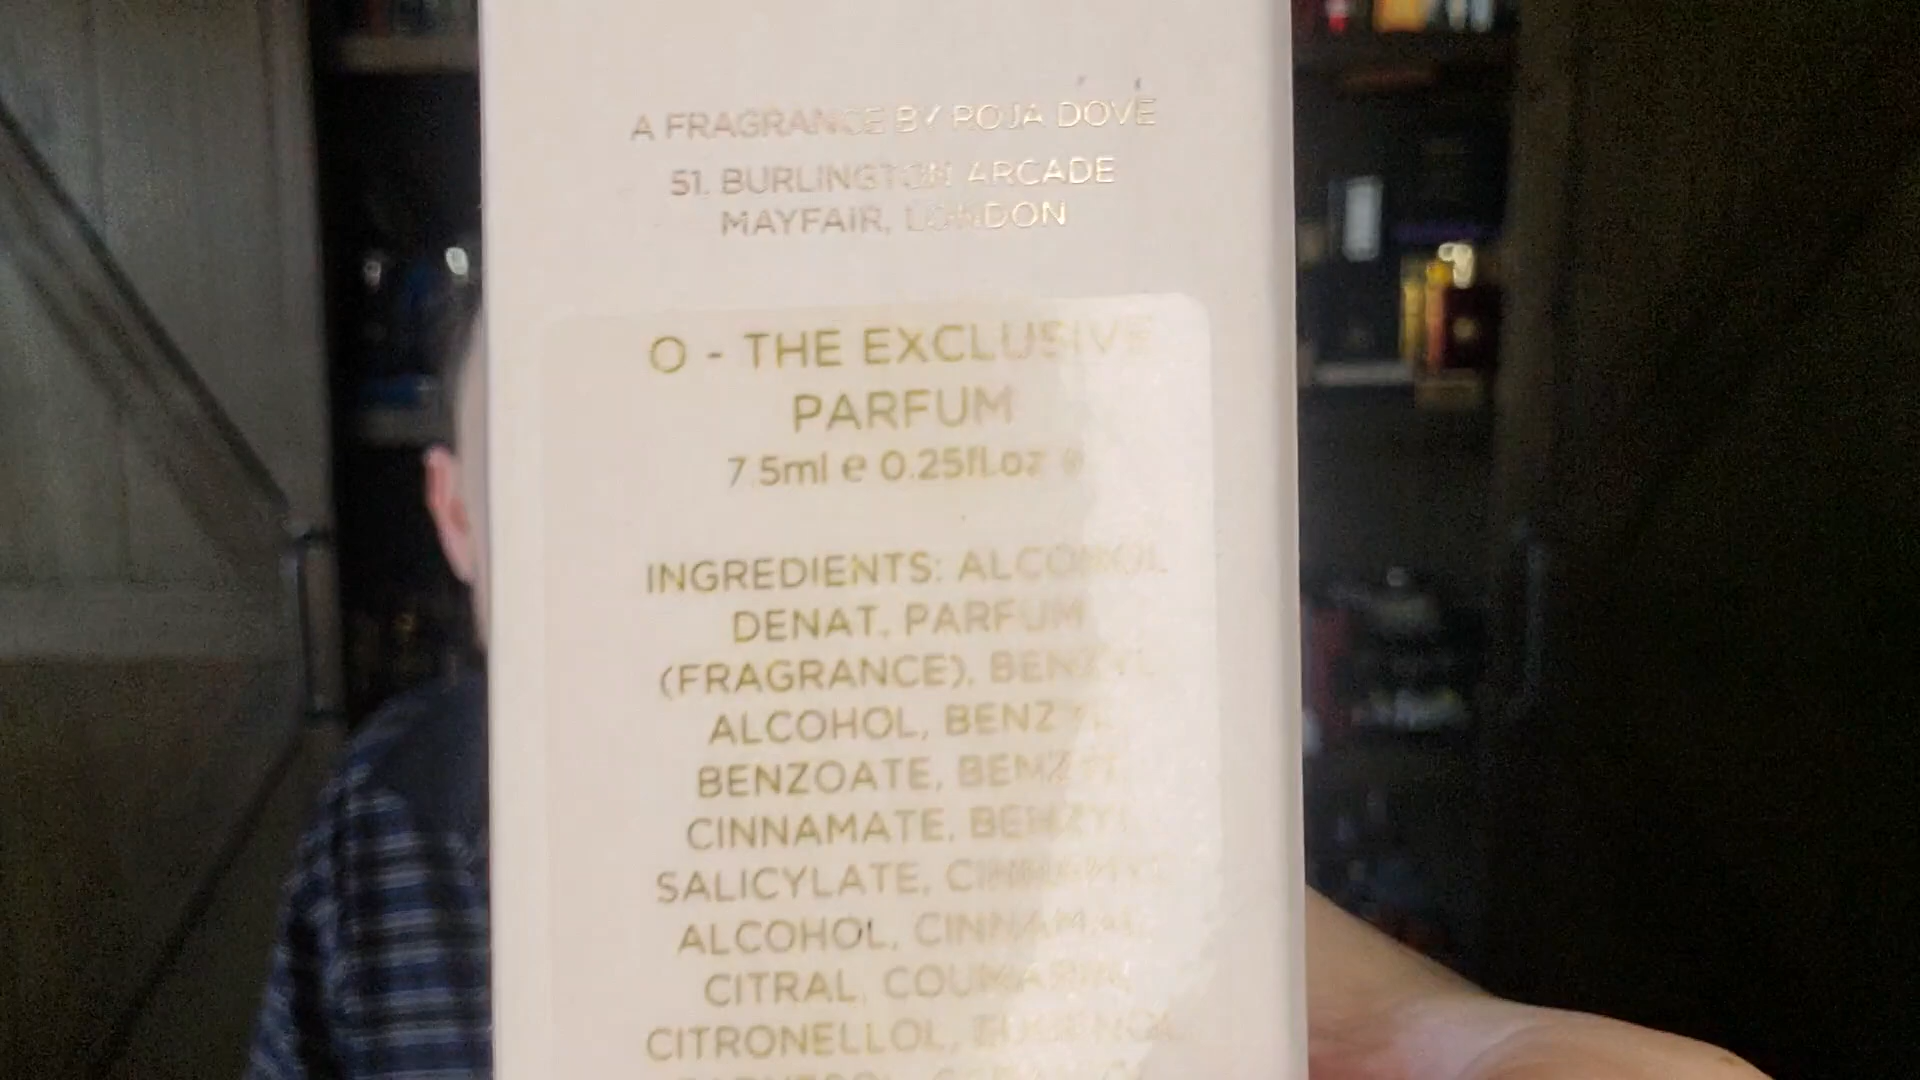 A FRAGRANCE BY ROJA DOVE
51. BURLINGTON ARCADE
MAYFAIR, LONDON
O - THE EXCLUSIVE
PARFUM
7.5ml e 0.25fl.oz e
INGREDIENTS: ALCOHOL
DENAT. PARFUM
(FRAGRANCE), BENZYL
ALCOHOL, BENZYL
BENZOATE, BENZYL
CINNAMATE, BENZYL
SALICYLATE, CINNAMYL
ALCOHOL, CINNAMAL,
CITRAL, COUMARIN,
CITRONELLOL,